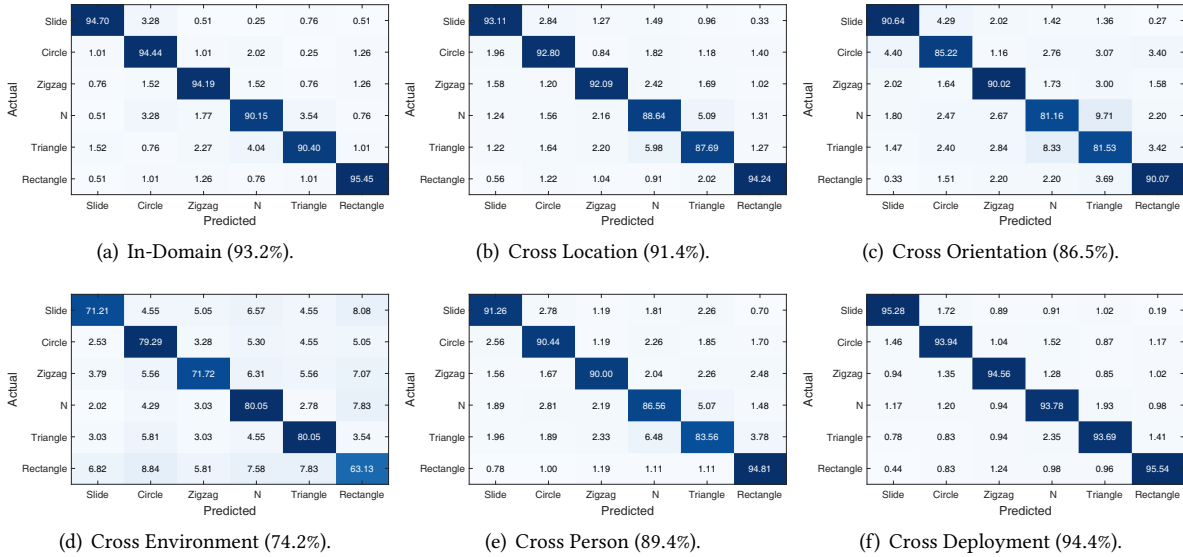 Actual
Slide 94.70 3.28 0.51 0.25 0.76 0.51
Circle 1.01 94.44 1.01 2.02 0.25 1.26
Zigzag 0.76 1.52 94.19 1.52 0.76 1.26
N 0.51 3.28 1.77 90.15 3.54 0.76
Triangle 1.52 0.76 2.27 4.04 90.40 1.01
Rectangle 0.51 1.01 1.26 0.76 1.01 95.45
Slide Circle Zigzag N Triangle Rectangle
Predicted
(a) In-Domain (93.2%).
Actual
Slide 93.11 2.84 1.27 1.49 0.96 0.33
Circle 1.96 92.80 0.84 1.82 1.18 1.40
Zigzag 1.58 1.20 92.09 2.42 1.69 1.02
N 1.24 1.56 2.16 88.64 5.09 1.31
Triangle 1.22 1.64 2.20 5.98 87.69 1.27
Rectangle 0.56 1.22 1.04 0.91 2.02 94.24
Slide Circle Zigzag N Triangle Rectangle
Predicted
(b) Cross Location (91.4%).
Actual
Slide 90.64 4.29 2.02 1.42 1.36 0.27
Circle 4.40 85.22 1.16 2.76 3.07 3.40
Zigzag 2.02 1.64 90.02 1.73 3.00 1.58
N 1.80 2.47 2.67 81.16 9.71 2.20
Triangle 1.47 2.40 2.84 8.33 81.53 3.42
Rectangle 0.33 1.51 2.20 2.20 3.69 90.07
Slide Circle Zigzag N Triangle Rectangle
Predicted
(c) Cross Orientation (86.5%).
Actual
Slide 71.21 4.55 5.05 6.57 4.55 8.08
Circle 2.53 79.29 3.28 5.30 4.55 5.05
Zigzag 3.79 5.56 71.72 6.31 5.56 7.07
N 2.02 4.29 3.03 80.05 2.78 7.83
Triangle 3.03 5.81 3.03 4.55 80.05 3.54
Rectangle 6.82 8.84 5.81 7.58 7.83 63.13
Slide Circle Zigzag N Triangle Rectangle
Predicted
(d) Cross Environment (74.2%).
Actual
Slide 91.26 2.78 1.19 1.81 2.26 0.70
Circle 2.56 90.44 1.19 2.26 1.85 1.70
Zigzag 1.56 1.67 90.00 2.04 2.26 2.48
N 1.89 2.81 2.19 86.56 5.07 1.48
Triangle 1.96 1.89 2.33 6.48 83.56 3.78
Rectangle 0.78 1.00 1.19 1.11 1.11 94.81
Slide Circle Zigzag N Triangle Rectangle
Predicted
(e) Cross Person (89.4%).
Actual
Slide 95.28 1.72 0.89 0.91 1.02 0.19
Circle 1.46 93.94 1.04 1.52 0.87 1.17
Zigzag 0.94 1.35 94.56 1.28 0.85 1.02
N 1.17 1.20 0.94 93.78 1.93 0.98
Triangle 0.78 0.83 0.94 2.35 93.69 1.41
Rectangle 0.44 0.83 1.24 0.98 0.96 95.54
Slide Circle Zigzag N Triangle Rectangle
Predicted
(f) Cross Deployment (94.4%).